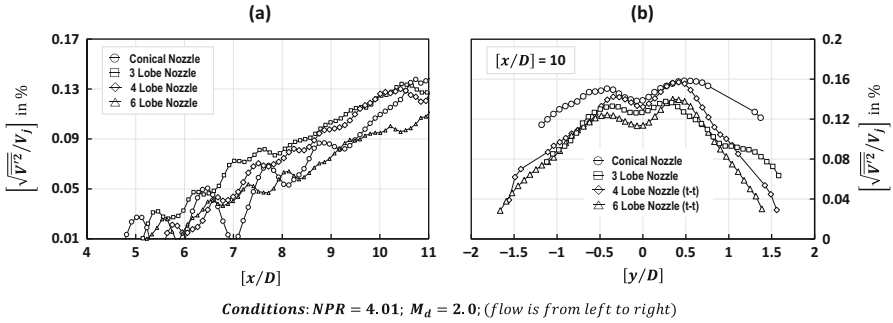 (a)
0.17
0.13
0.09
0.05
0.01
[√V′²/V_j] in %
Conical Nozzle
3 Lobe Nozzle
4 Lobe Nozzle
6 Lobe Nozzle
4 5 6 7 8 9 10 11
[x/D]
(b)
[x/D] = 10
Conical Nozzle
3 Lobe Nozzle
4 Lobe Nozzle (t-t)
6 Lobe Nozzle (t-t)
0.2
0.16
0.12
0.08
0.04
0
[√V′²/V_j] in %
−2 −1.5 −1 −0.5 0 0.5 1 1.5 2
[y/D]
Conditions: NPR = 4.01; M_d = 2.0; (flow is from left to right)